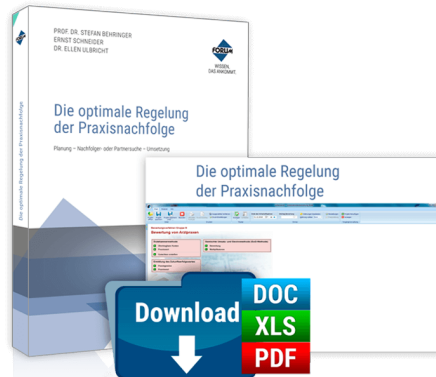 PROF. DR. STEFAN BEHRINGER
ERNST SCHNEIDER
DR. ELLEN ULBRICHT
FORUM
WISSEN,
DAS ANKOMMT.
Die optimale Regelung
der Praxisnachfolge
Planung – Nachfolger- oder Partnersuche – Umsetzung
Die optimale Regelung der Praxisnachfolge
Die optimale Regelung
der Praxisnachfolge
Bewertung von Arztpraxen
Download
DOC
XLS
PDF